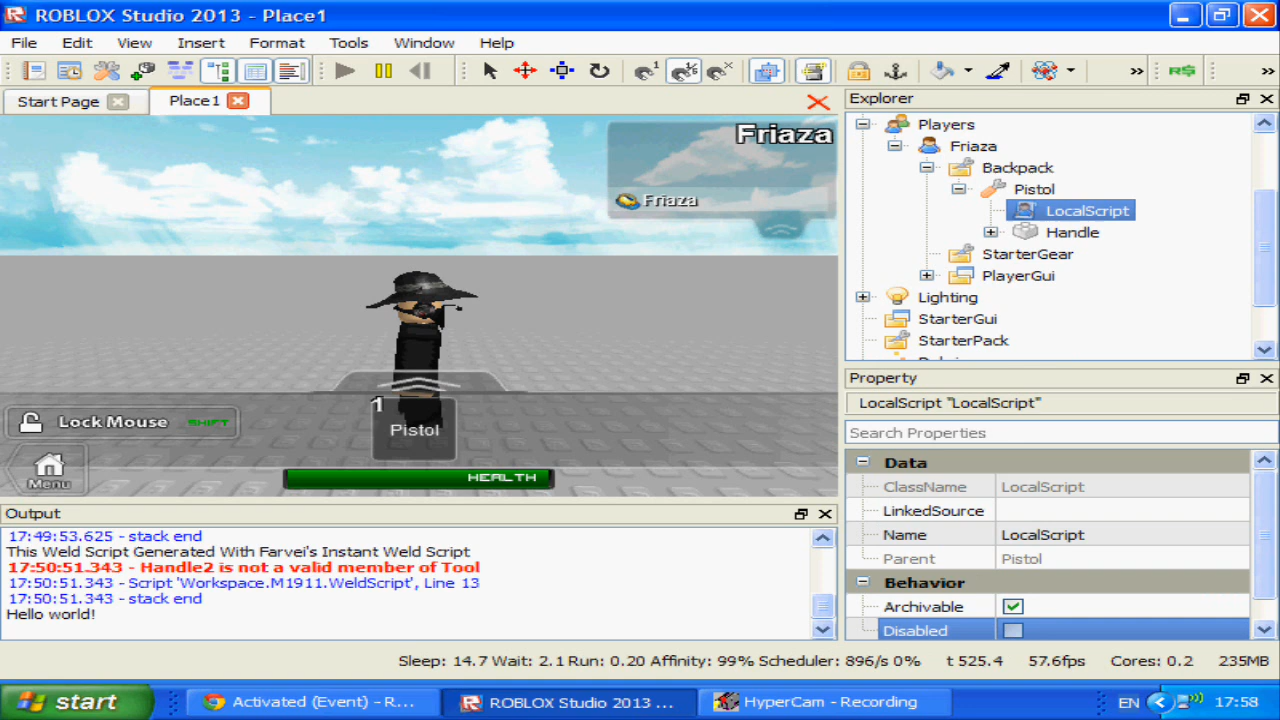 ROBLOX Studio 2013 - Place1
File Edit View Insert Format Tools Window Help
1 1/5 x » R$ »
Start Page Place1
Friaza
Friaza
Lock Mouse SHIFT
1
Pistol
Menu
HEALTH
Explorer
Players
Friaza
Backpack
Pistol
LocalScript
Handle
StarterGear
PlayerGui
Lighting
StarterGui
StarterPack
Property
LocalScript "LocalScript"
Search Properties
Data
ClassName LocalScript
LinkedSource
Name LocalScript
Parent Pistol
Behavior
Archivable
Disabled
Output
17:49:53.625 - stack end
This Weld Script Generated With Farvei's Instant Weld Script
17:50:51.343 - Handle2 is not a valid member of Tool
17:50:51.343 - Script 'Workspace.M1911.WeldScript', Line 13
17:50:51.343 - stack end
Hello world!
Sleep: 14.7 Wait: 2.1 Run: 0.20 Affinity: 99% Scheduler: 896/s 0% t 525.4 57.6fps Cores: 0.2 235MB
start Activated (Event) - R... ROBLOX Studio 2013 ... HyperCam - Recording EN 17:58